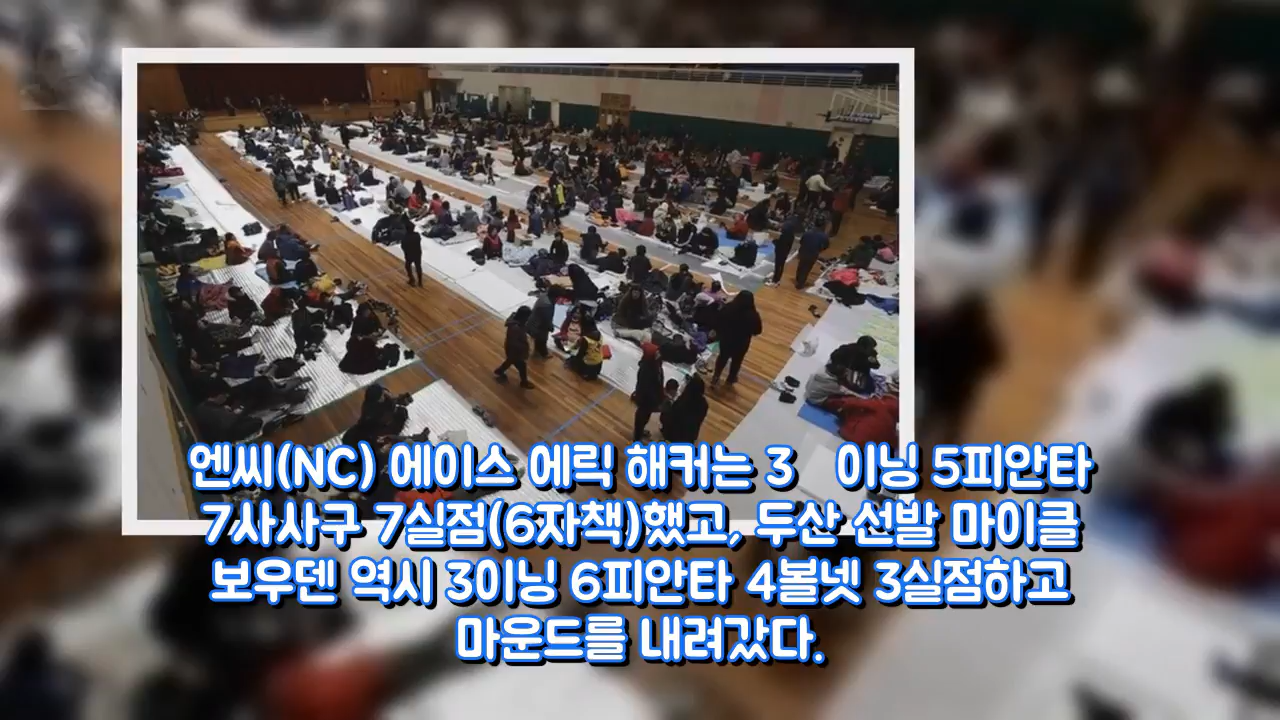 엔씨(NC) 에이스 에릭 해커는 3   이닝 5피안타
7사사구 7실점(6자책)했고, 두산 선발 마이클
보우덴 역시 3이닝 6피안타 4볼넷 3실점하고
마운드를 내려갔다.